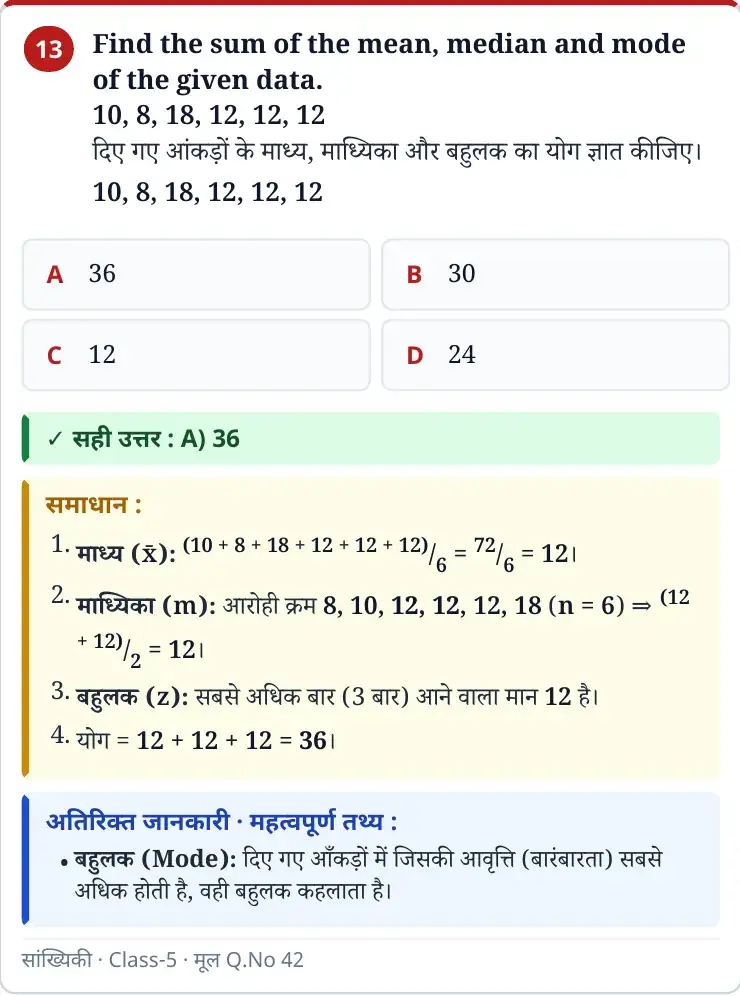 13 Find the sum of the mean, median and mode
of the given data.
10, 8, 18, 12, 12, 12
दिए गए आंकड़ों के माध्य, माध्यिका और बहुलक का योग ज्ञात कीजिए।
10, 8, 18, 12, 12, 12
A 36
B 30
C 12
D 24
✓ सही उत्तर : A) 36
समाधान :
1. माध्य (x̄): (10 + 8 + 18 + 12 + 12 + 12)/6 = 72/6 = 12।
2. माध्यिका (m): आरोही क्रम 8, 10, 12, 12, 12, 18 (n = 6) ⇒ (12
+ 12)/2 = 12।
3. बहुलक (z): सबसे अधिक बार (3 बार) आने वाला मान 12 है।
4. योग = 12 + 12 + 12 = 36।
अतिरिक्त जानकारी · महत्वपूर्ण तथ्य :
• बहुलक (Mode): दिए गए आँकड़ों में जिसकी आवृत्ति (बारंबारता) सबसे
अधिक होती है, वही बहुलक कहलाता है।
सांख्यिकी · Class-5 · मूल Q.No 42